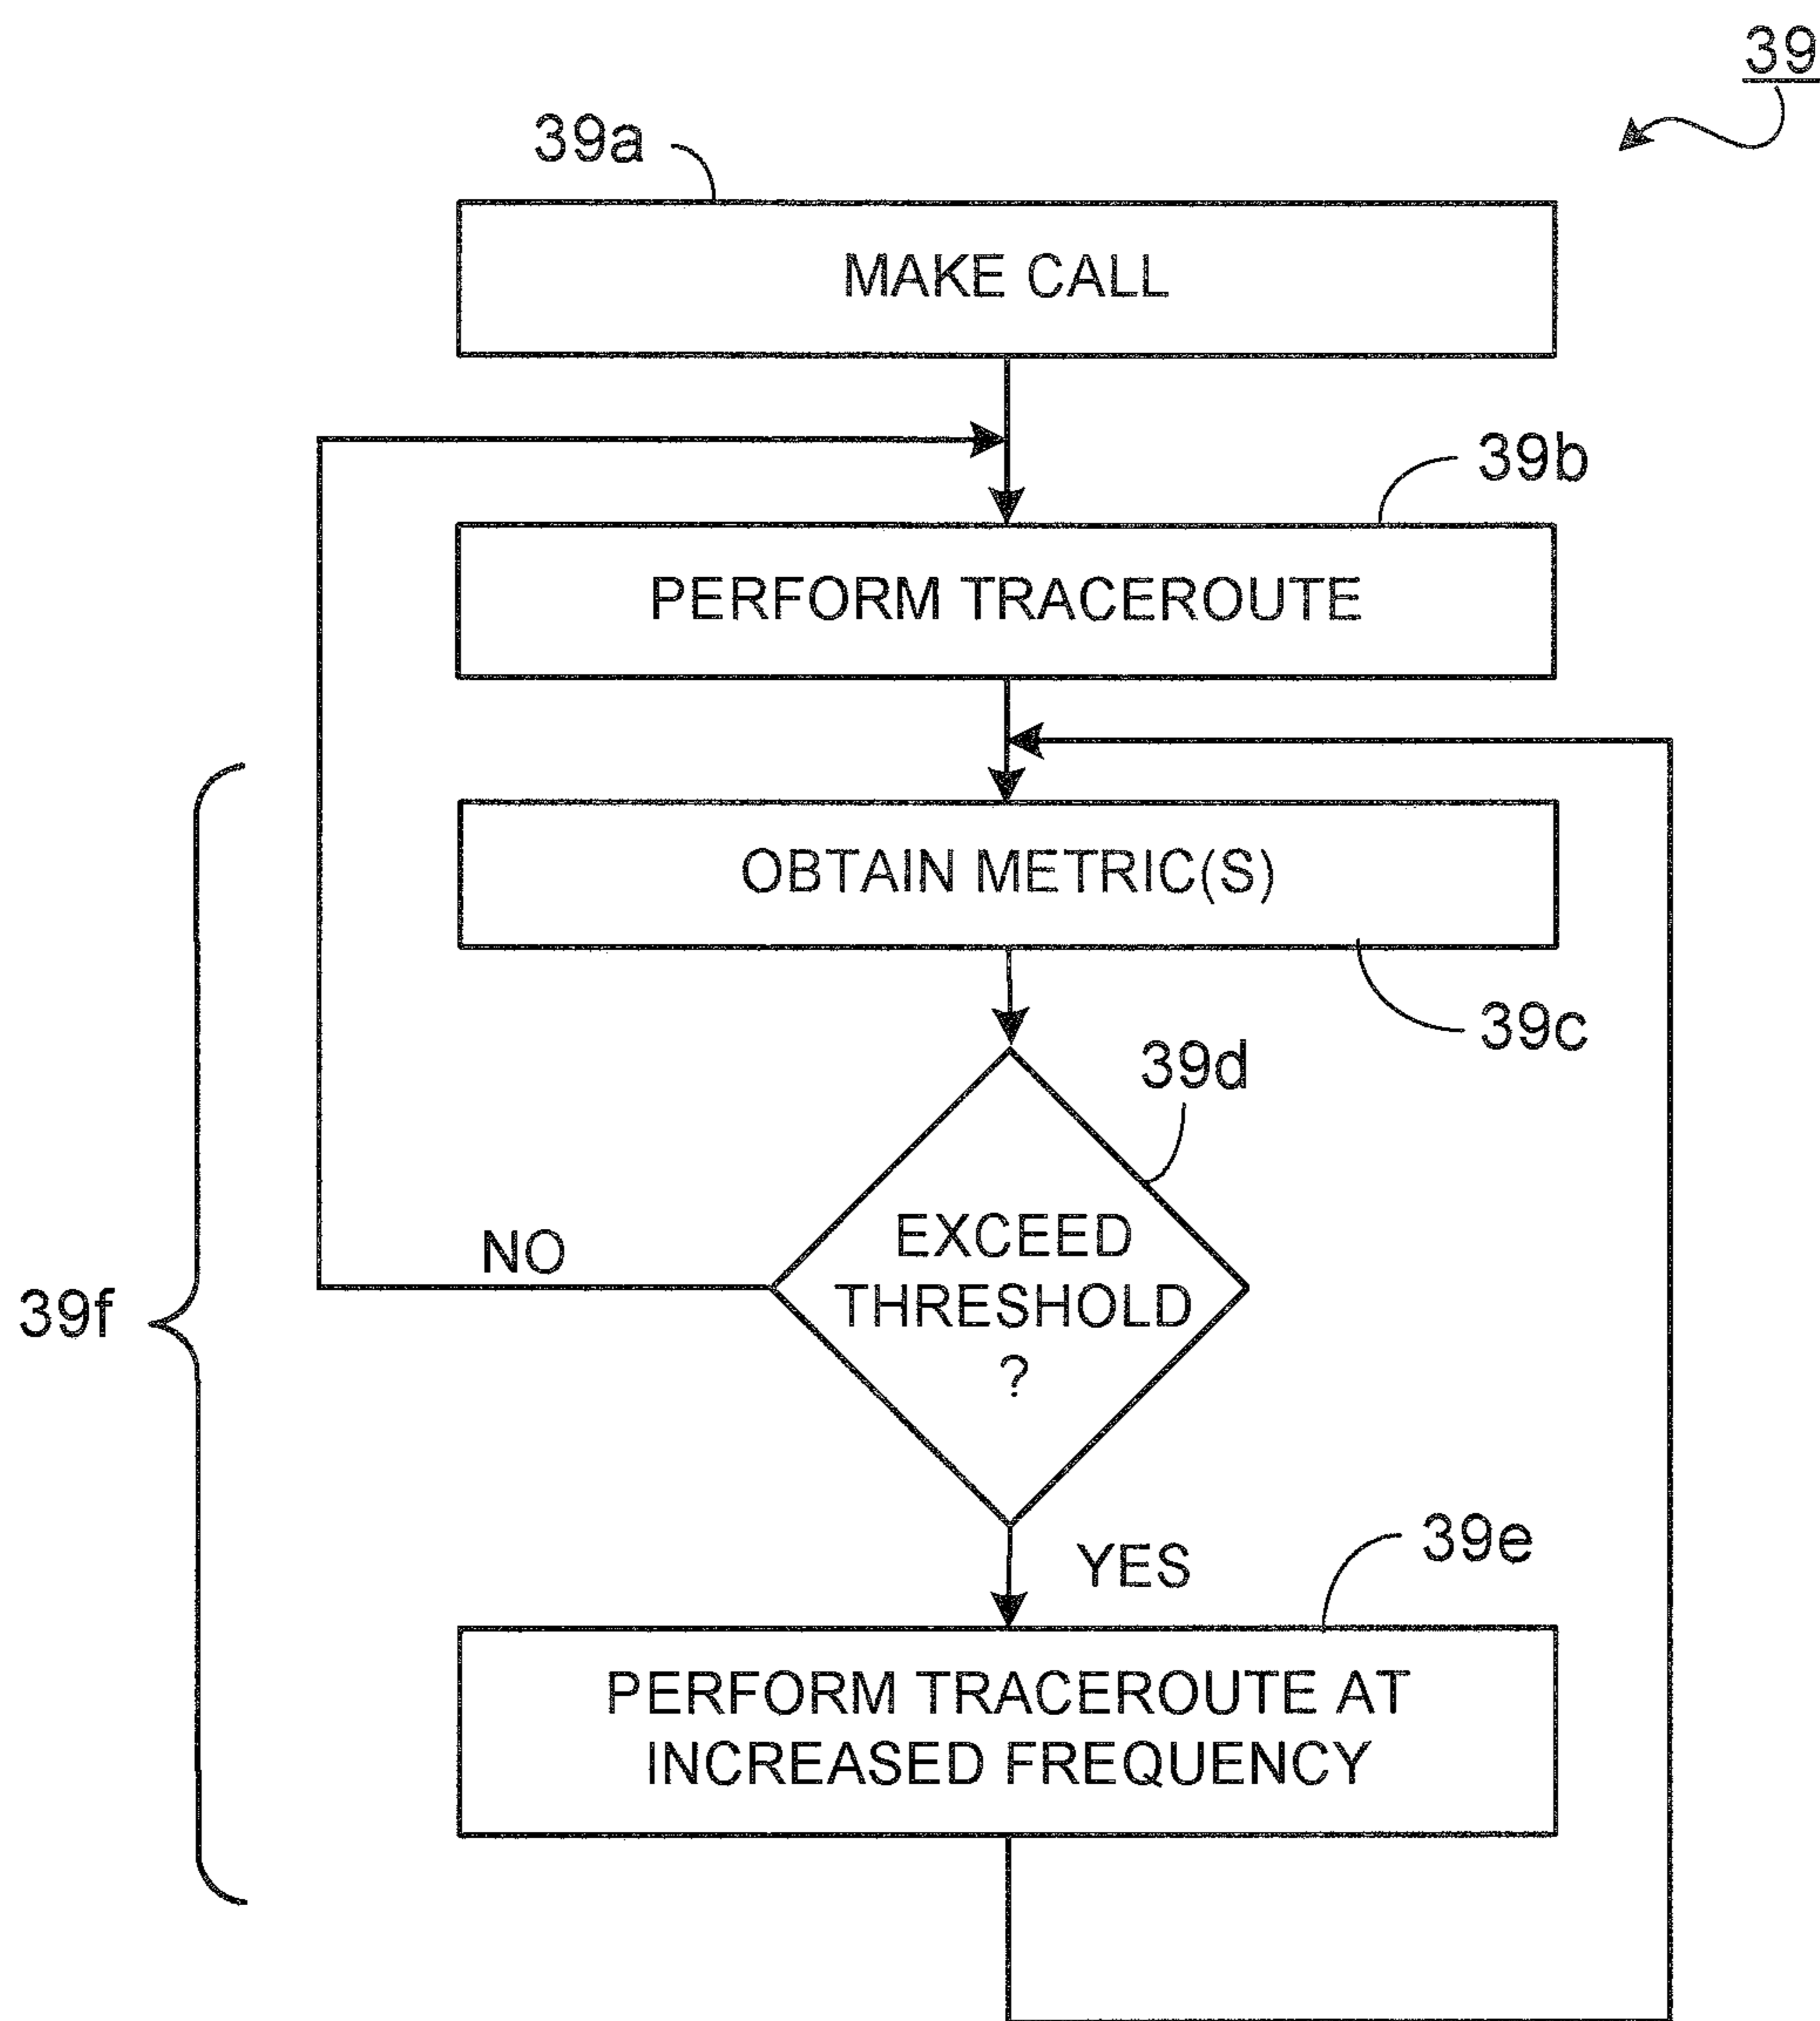 39
39a
MAKE CALL
39b
PERFORM TRACEROUTE
OBTAIN METRIC(S)
39c
39d
EXCEED
THRESHOLD
?
NO
39f
YES
39e
PERFORM TRACEROUTE AT
INCREASED FREQUENCY